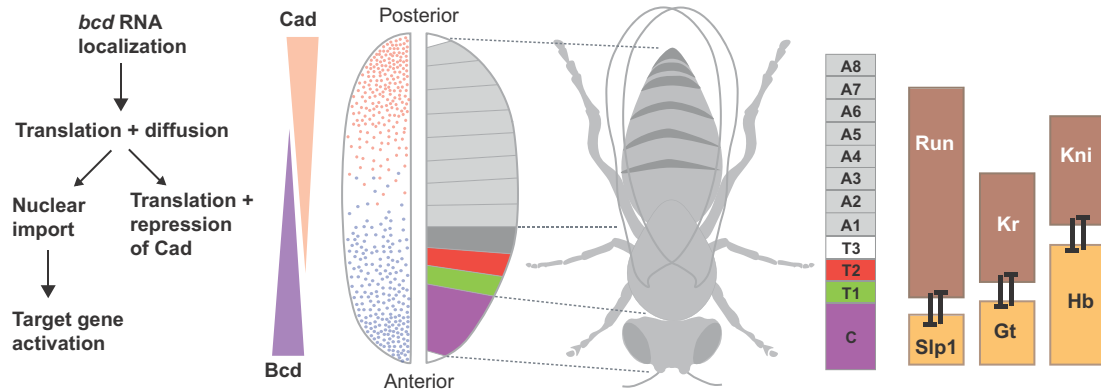 bcd RNA
localization
Translation + diffusion
Nuclear
import
Translation +
repression
of Cad
Target gene
activation
Cad
Bcd
Posterior
Anterior
A8
A7
A6
A5
A4
A3
A2
A1
T3
T2
T1
C
Run
Slp1
Kr
Gt
Kni
Hb